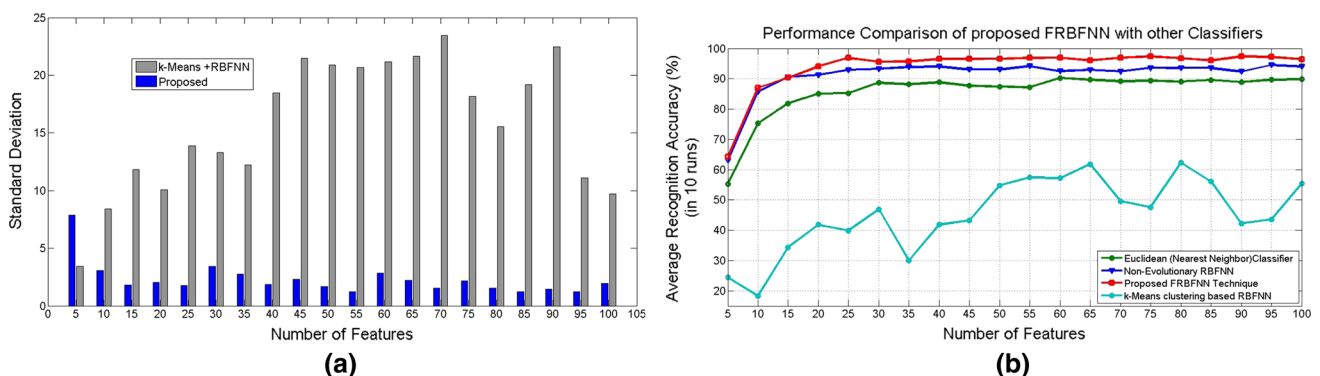 25
20
15
10
5
0
Standard Deviation
k-Means +RBFNN
Proposed
0 5 10 15 20 25 30 35 40 45 50 55 60 65 70 75 80 85 90 95 100 105
Number of Features
(a)
Performance Comparison of proposed FRBFNN with other Classifiers
100
90
80
70
60
50
40
30
20
Average Recognition Accuracy (%)
(in 10 runs)
Euclidean (Nearest Neighbor)Classifier
Non-Evolutionary RBFNN
Proposed FRBFNN Technique
k-Means clustering based RBFNN
5 10 15 20 25 30 35 40 45 50 55 60 65 70 75 80 85 90 95 100
Number of Features
(b)